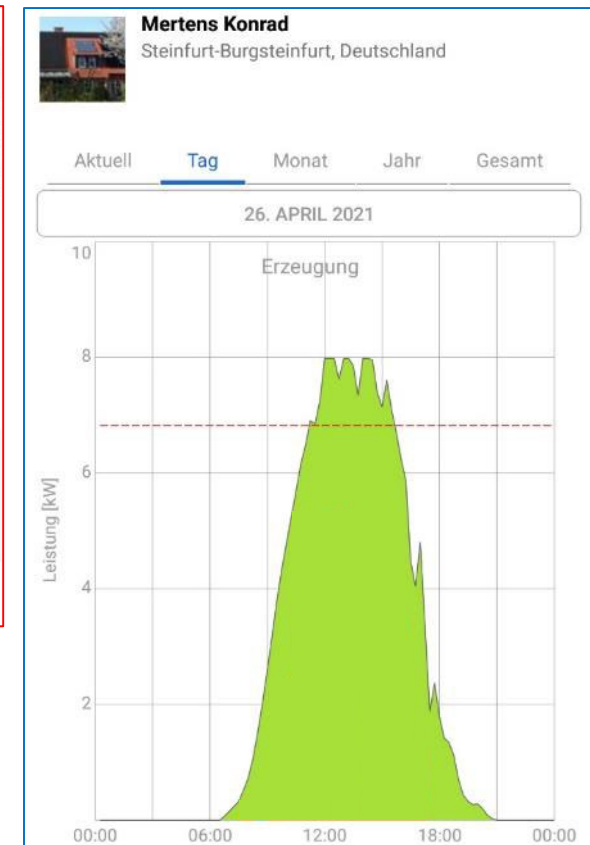 Mertens Konrad
Steinfurt-Burgsteinfurt, Deutschland
Aktuell Tag Monat Jahr Gesamt
26. APRIL 2021
Erzeugung
10
8
6
4
2
Leistung [kW]
00:00 06:00 12:00 18:00 00:00